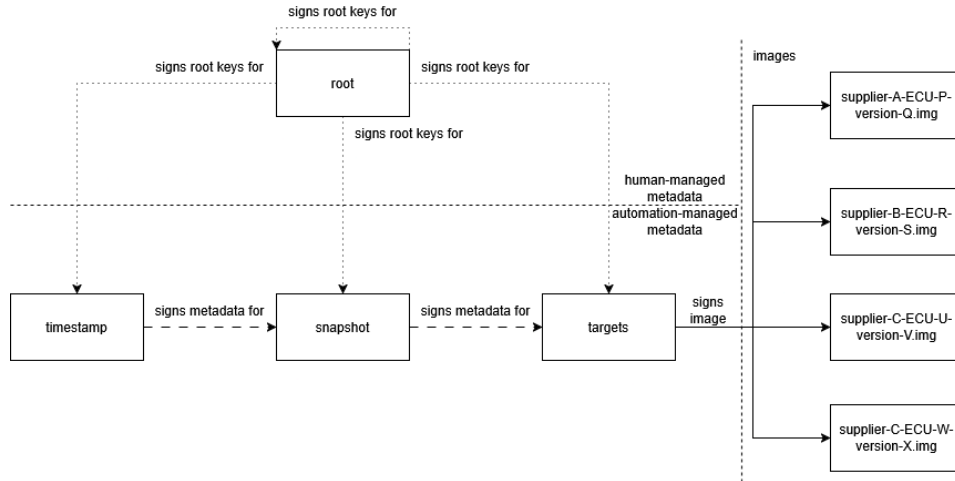 signs root keys for
signs root keys for
root
signs root keys for
images
supplier-A-ECU-P-
version-Q.img
signs root keys for
human-managed
metadata
automation-managed
metadata
supplier-B-ECU-R-
version-S.img
timestamp
signs metadata for
snapshot
signs metadata for
targets
signs
image
supplier-C-ECU-U-
version-V.img
supplier-C-ECU-W-
version-X.img